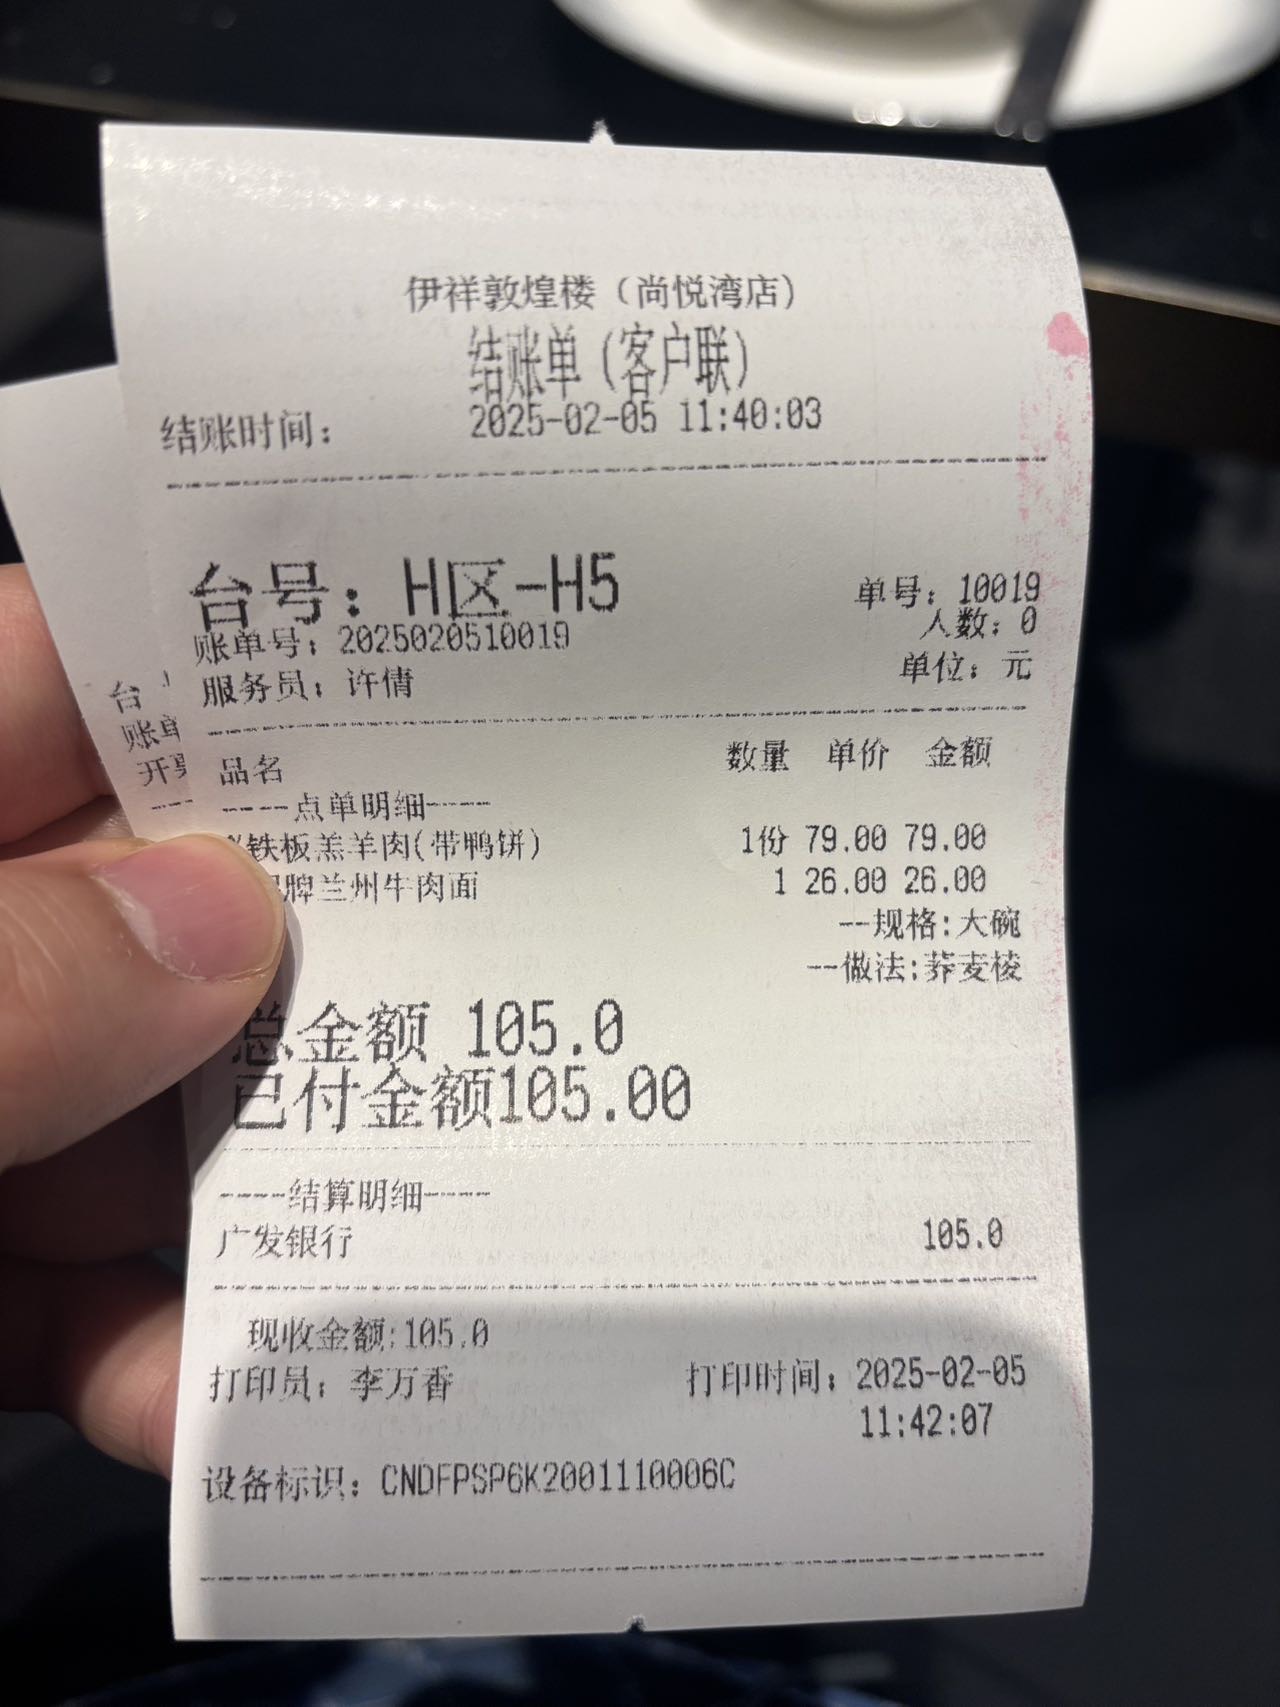 伊祥敦煌楼（尚悦湾店）
结账单（客户联）
结账时间： 2025-02-05 11:40:03
台号：H区-H5
单号：10019
账单号：2025020510019
人数：0
服务员：许倩
单位：元
品名 数量 单价 金额
----点单明细----
铁板羔羊肉(带鸭饼) 1份 79.00 79.00
牌兰州牛肉面 1 26.00 26.00
--规格:大碗
--做法:荞麦棱
总金额 105.0
已付金额105.00
----结算明细----
广发银行 105.0
现收金额:105.0
打印员：李万香 打印时间：2025-02-05
11:42:07
设备标识：CNDFPSP6K2001110006C
台
账单
开